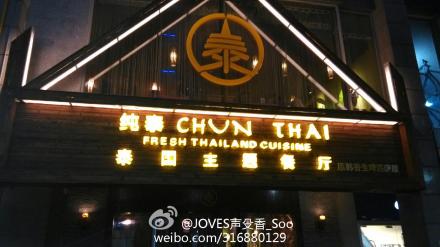 泰
纯泰 CHUN THAI
FRESH THAILAND CUISINE
泰国主题餐厅
@JOVES声受香_Soo
weibo.com/316880129